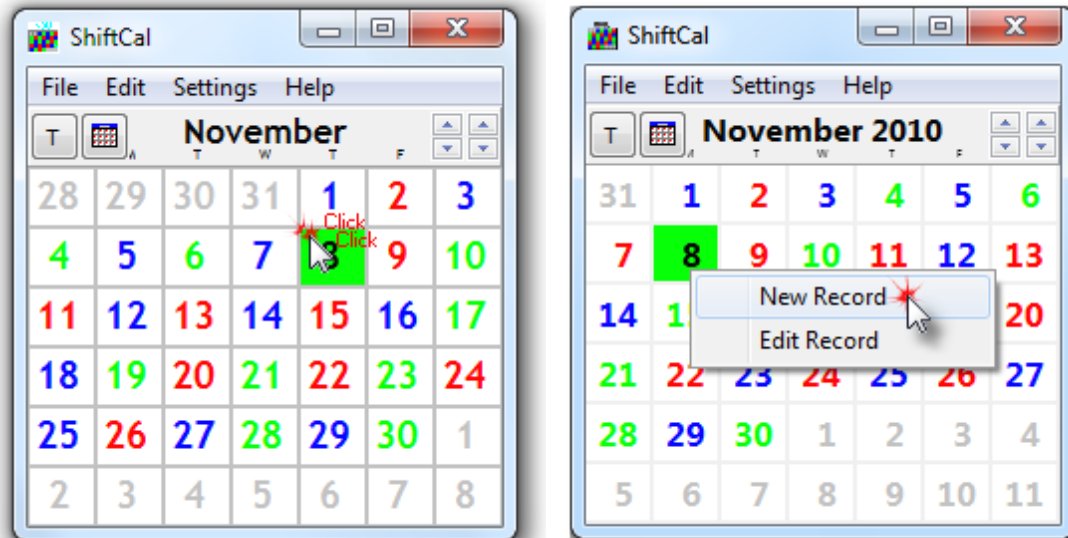 ShiftCal
File Edit Settings Help
T November
T W T F
28 29 30 31 1 2 3
Click
Click
4 5 6 7 8 9 10
11 12 13 14 15 16 17
18 19 20 21 22 23 24
25 26 27 28 29 30 1
2 3 4 5 6 7 8
ShiftCal
File Edit Settings Help
T November 2010
T W T F
31 1 2 3 4 5 6
7 8 9 10 11 12 13
New Record
14 20
Edit Record
21 22 23 24 25 26 27
28 29 30 1 2 3 4
5 6 7 8 9 10 11